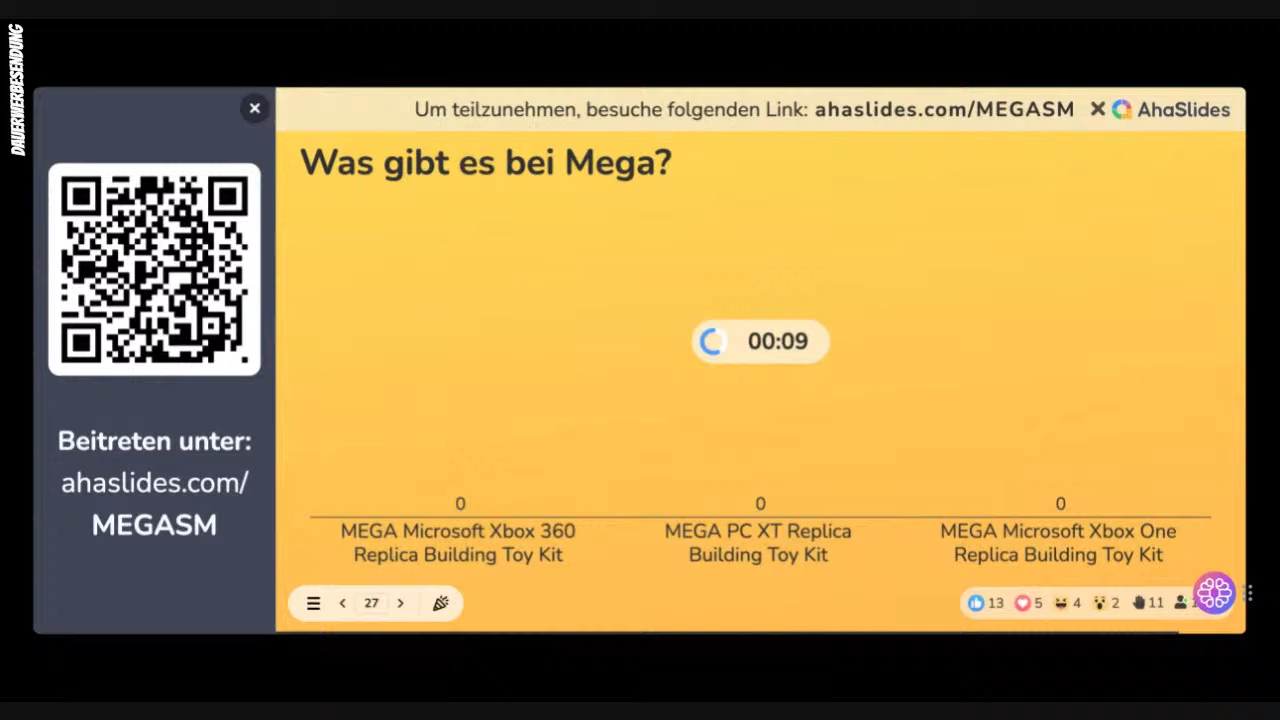 DAUERWERBESENDUNG
Um teilzunehmen, besuche folgenden Link: ahaslides.com/MEGASM
AhaSlides
Was gibt es bei Mega?
00:09
Beitreten unter:
ahaslides.com/
MEGASM
0
0
0
MEGA Microsoft Xbox 360
Replica Building Toy Kit
MEGA PC XT Replica
Building Toy Kit
MEGA Microsoft Xbox One
Replica Building Toy Kit
27
13
5
4
2
11